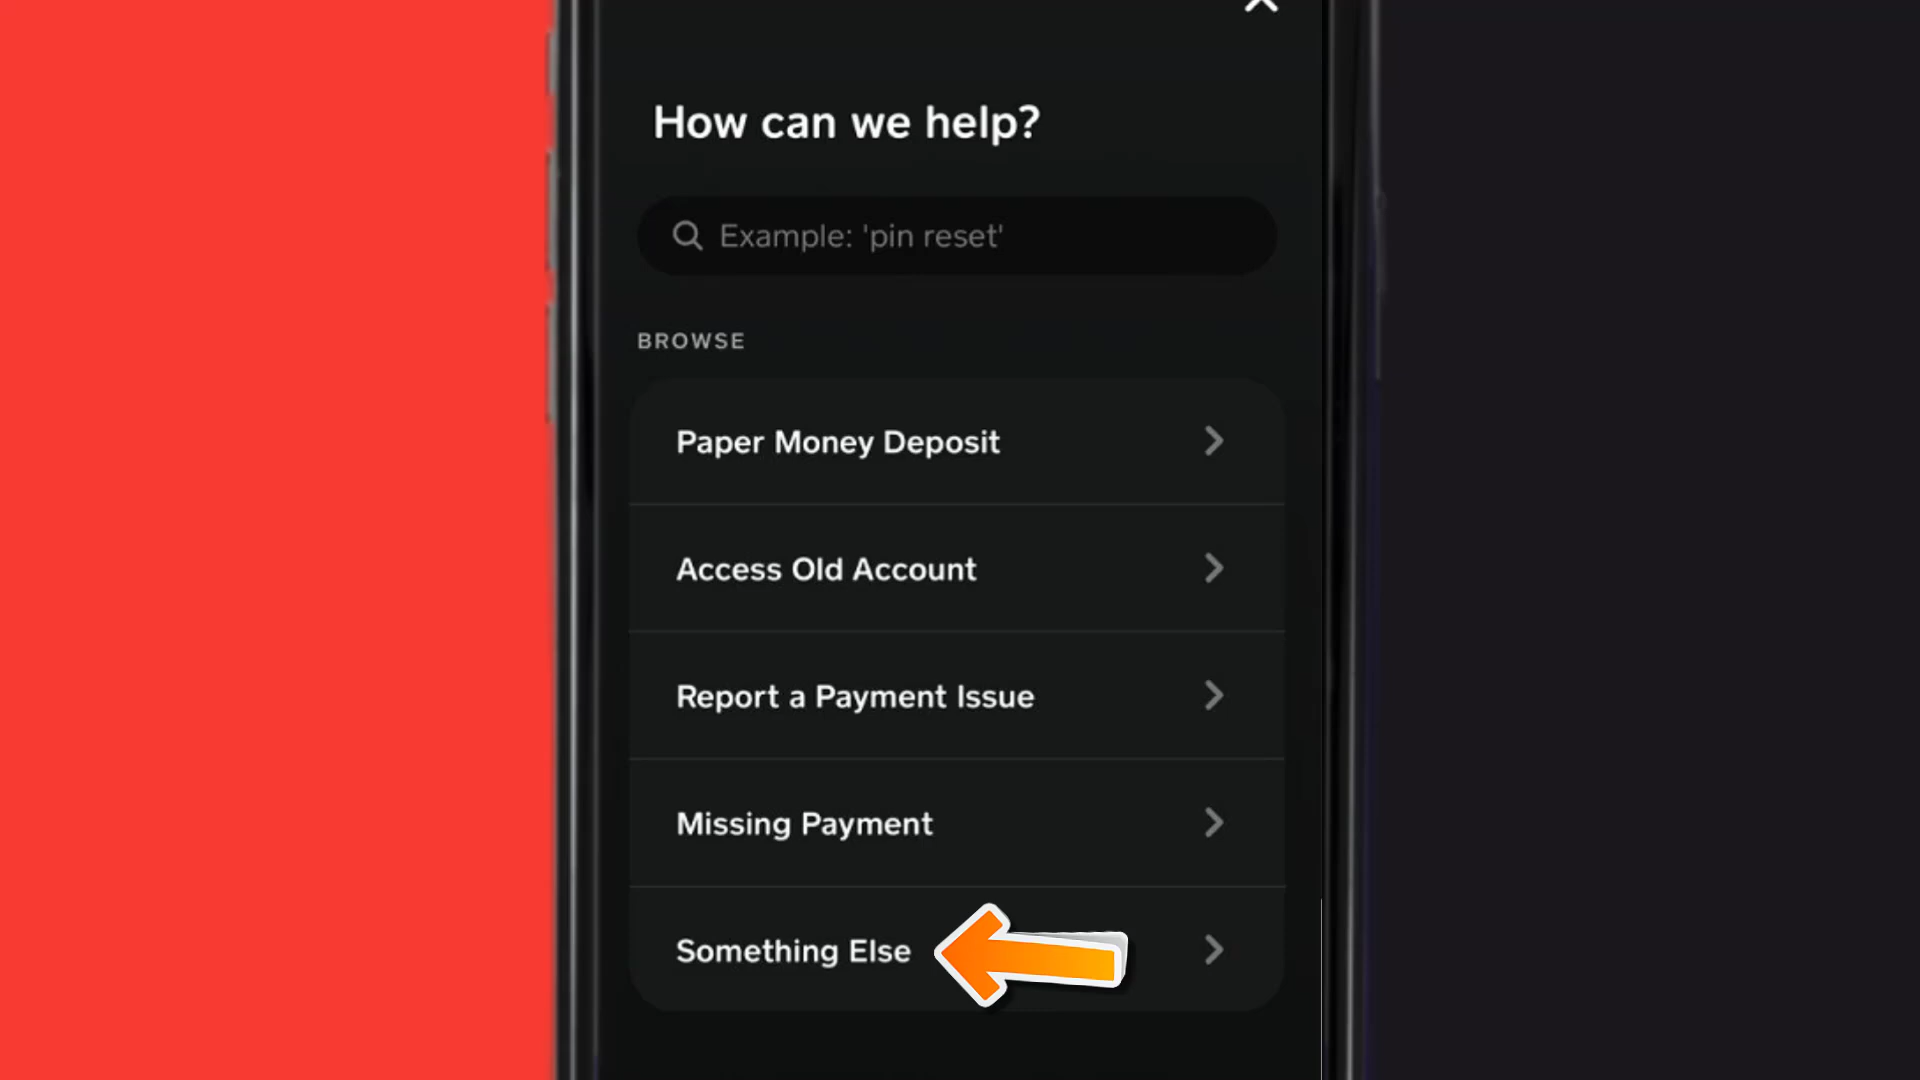 How can we help?
Example: 'pin reset'
BROWSE
Paper Money Deposit
Access Old Account
Report a Payment Issue
Missing Payment
Something Else